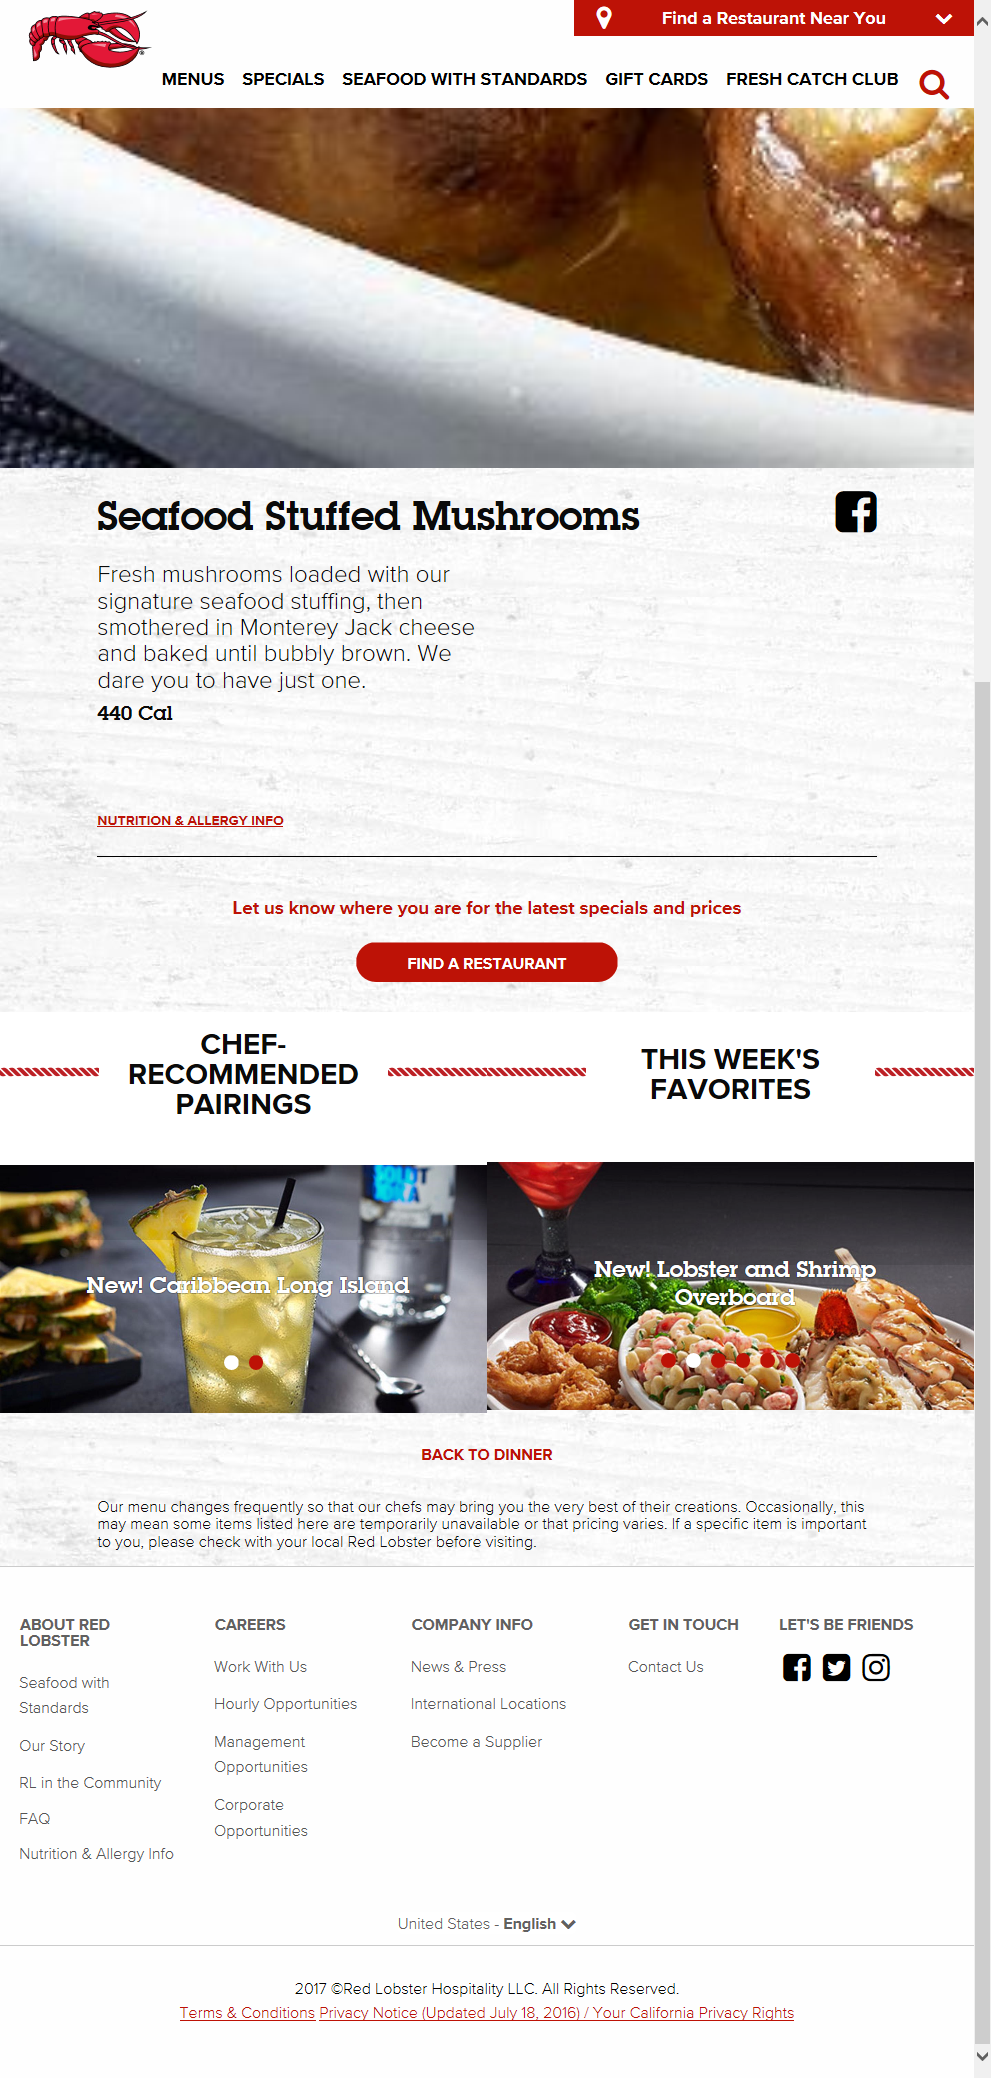 Find a Restaurant Near You
MENUS SPECIALS SEAFOOD WITH STANDARDS GIFT CARDS FRESH CATCH CLUB
Seafood Stuffed Mushrooms
Fresh mushrooms loaded with our
signature seafood stuffing, then
smothered in Monterey Jack cheese
and baked until bubbly brown. We
dare you to have just one.
440 Cal
NUTRITION & ALLERGY INFO
Let us know where you are for the latest specials and prices
FIND A RESTAURANT
CHEF-
RECOMMENDED
PAIRINGS
THIS WEEK'S
FAVORITES
New! Caribbean Long Island
New! Lobster and Shrimp
Overboard
BACK TO DINNER
Our menu changes frequently so that our chefs may bring you the very best of their creations. Occasionally, this
may mean some items listed here are temporarily unavailable or that pricing varies. If a specific item is important
to you, please check with your local Red Lobster before visiting.
ABOUT RED
LOBSTER
Seafood with
Standards
Our Story
RL in the Community
FAQ
Nutrition & Allergy Info
CAREERS
Work With Us
Hourly Opportunities
Management
Opportunities
Corporate
Opportunities
COMPANY INFO
News & Press
International Locations
Become a Supplier
GET IN TOUCH
Contact Us
LET'S BE FRIENDS
United States - English
2017 ©Red Lobster Hospitality LLC. All Rights Reserved.
Terms & Conditions Privacy Notice (Updated July 18, 2016) / Your California Privacy Rights